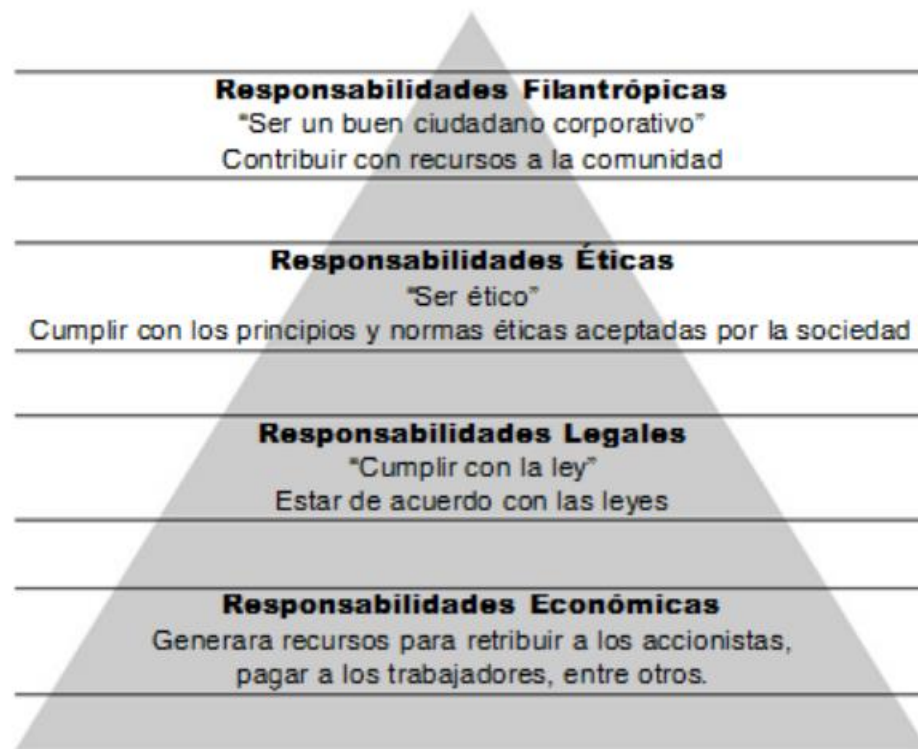 Responsabilidades Filantrópicas
“Ser un buen ciudadano corporativo”
Contribuir con recursos a la comunidad
Responsabilidades Éticas
“Ser ético”
Cumplir con los principios y normas éticas aceptadas por la sociedad
Responsabilidades Legales
“Cumplir con la ley”
Estar de acuerdo con las leyes
Responsabilidades Económicas
Generara recursos para retribuir a los accionistas,
pagar a los trabajadores, entre otros.